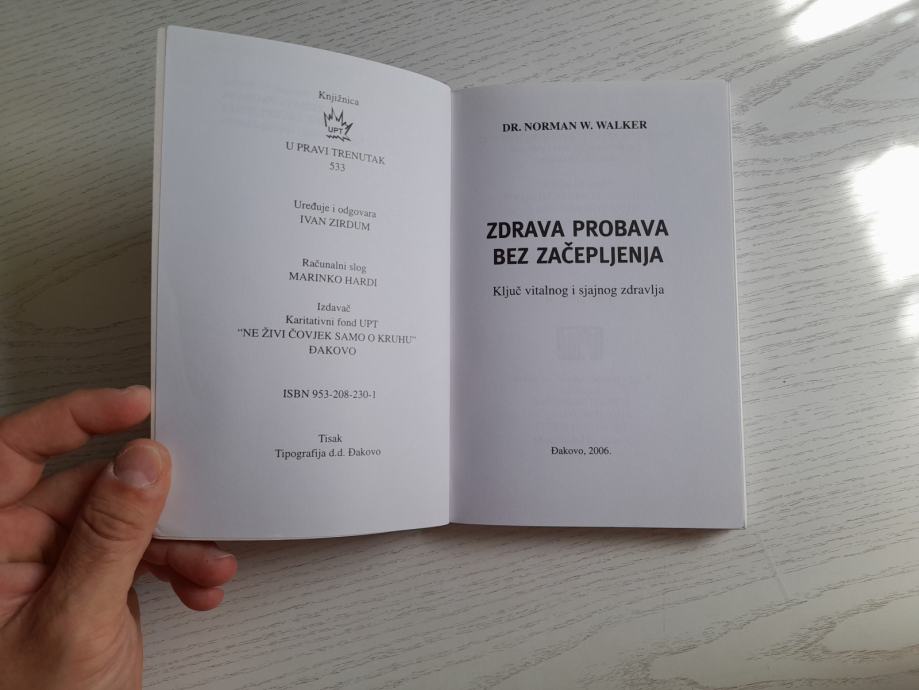 Knjižnica
UPT
U PRAVI TRENUTAK
533
Uređuje i odgovara
IVAN ZIRDUM
Računalni slog
MARINKO HARDI
Izdavač
Karitativni fond UPT
"NE ŽIVI ČOVJEK SAMO O KRUHU"
ĐAKOVO
ISBN 953-208-230-1
Tisak
Tipografija d.d. Đakovo
DR. NORMAN W. WALKER
ZDRAVA PROBAVA
BEZ ZAČEPLJENJA
Ključ vitalnog i sjajnog zdravlja
Đakovo, 2006.